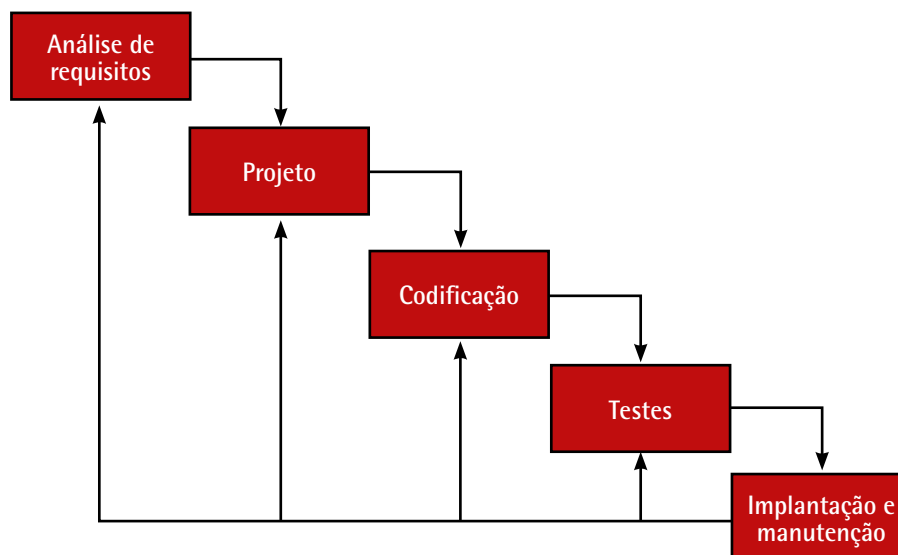 Análise de
requisitos
Projeto
Codificação
Testes
Implantação e
manutenção